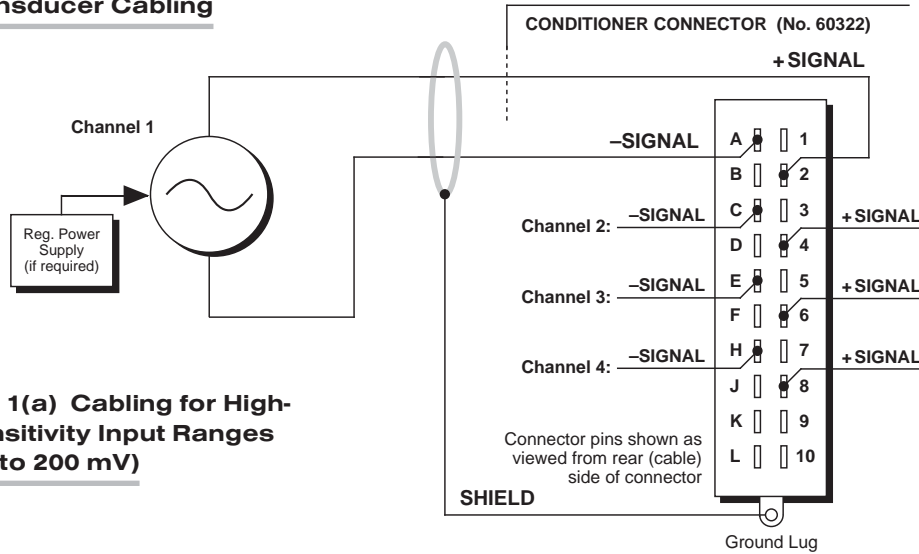 Cabling
CONDITIONER CONNECTOR (No. 60322)
+ SIGNAL
Channel 1
–SIGNAL
A 1
B 2
C 3
D 4
E 5
F 6
H 7
J 8
K 9
L 10
Reg. Power
Supply
(if required)
Channel 2: –SIGNAL
+ SIGNAL
Channel 3: –SIGNAL
+ SIGNAL
Channel 4: –SIGNAL
+ SIGNAL
1(a) Cabling for High-
Input Ranges
to 200 mV)
Connector pins shown as
viewed from rear (cable)
side of connector
SHIELD
Ground Lug